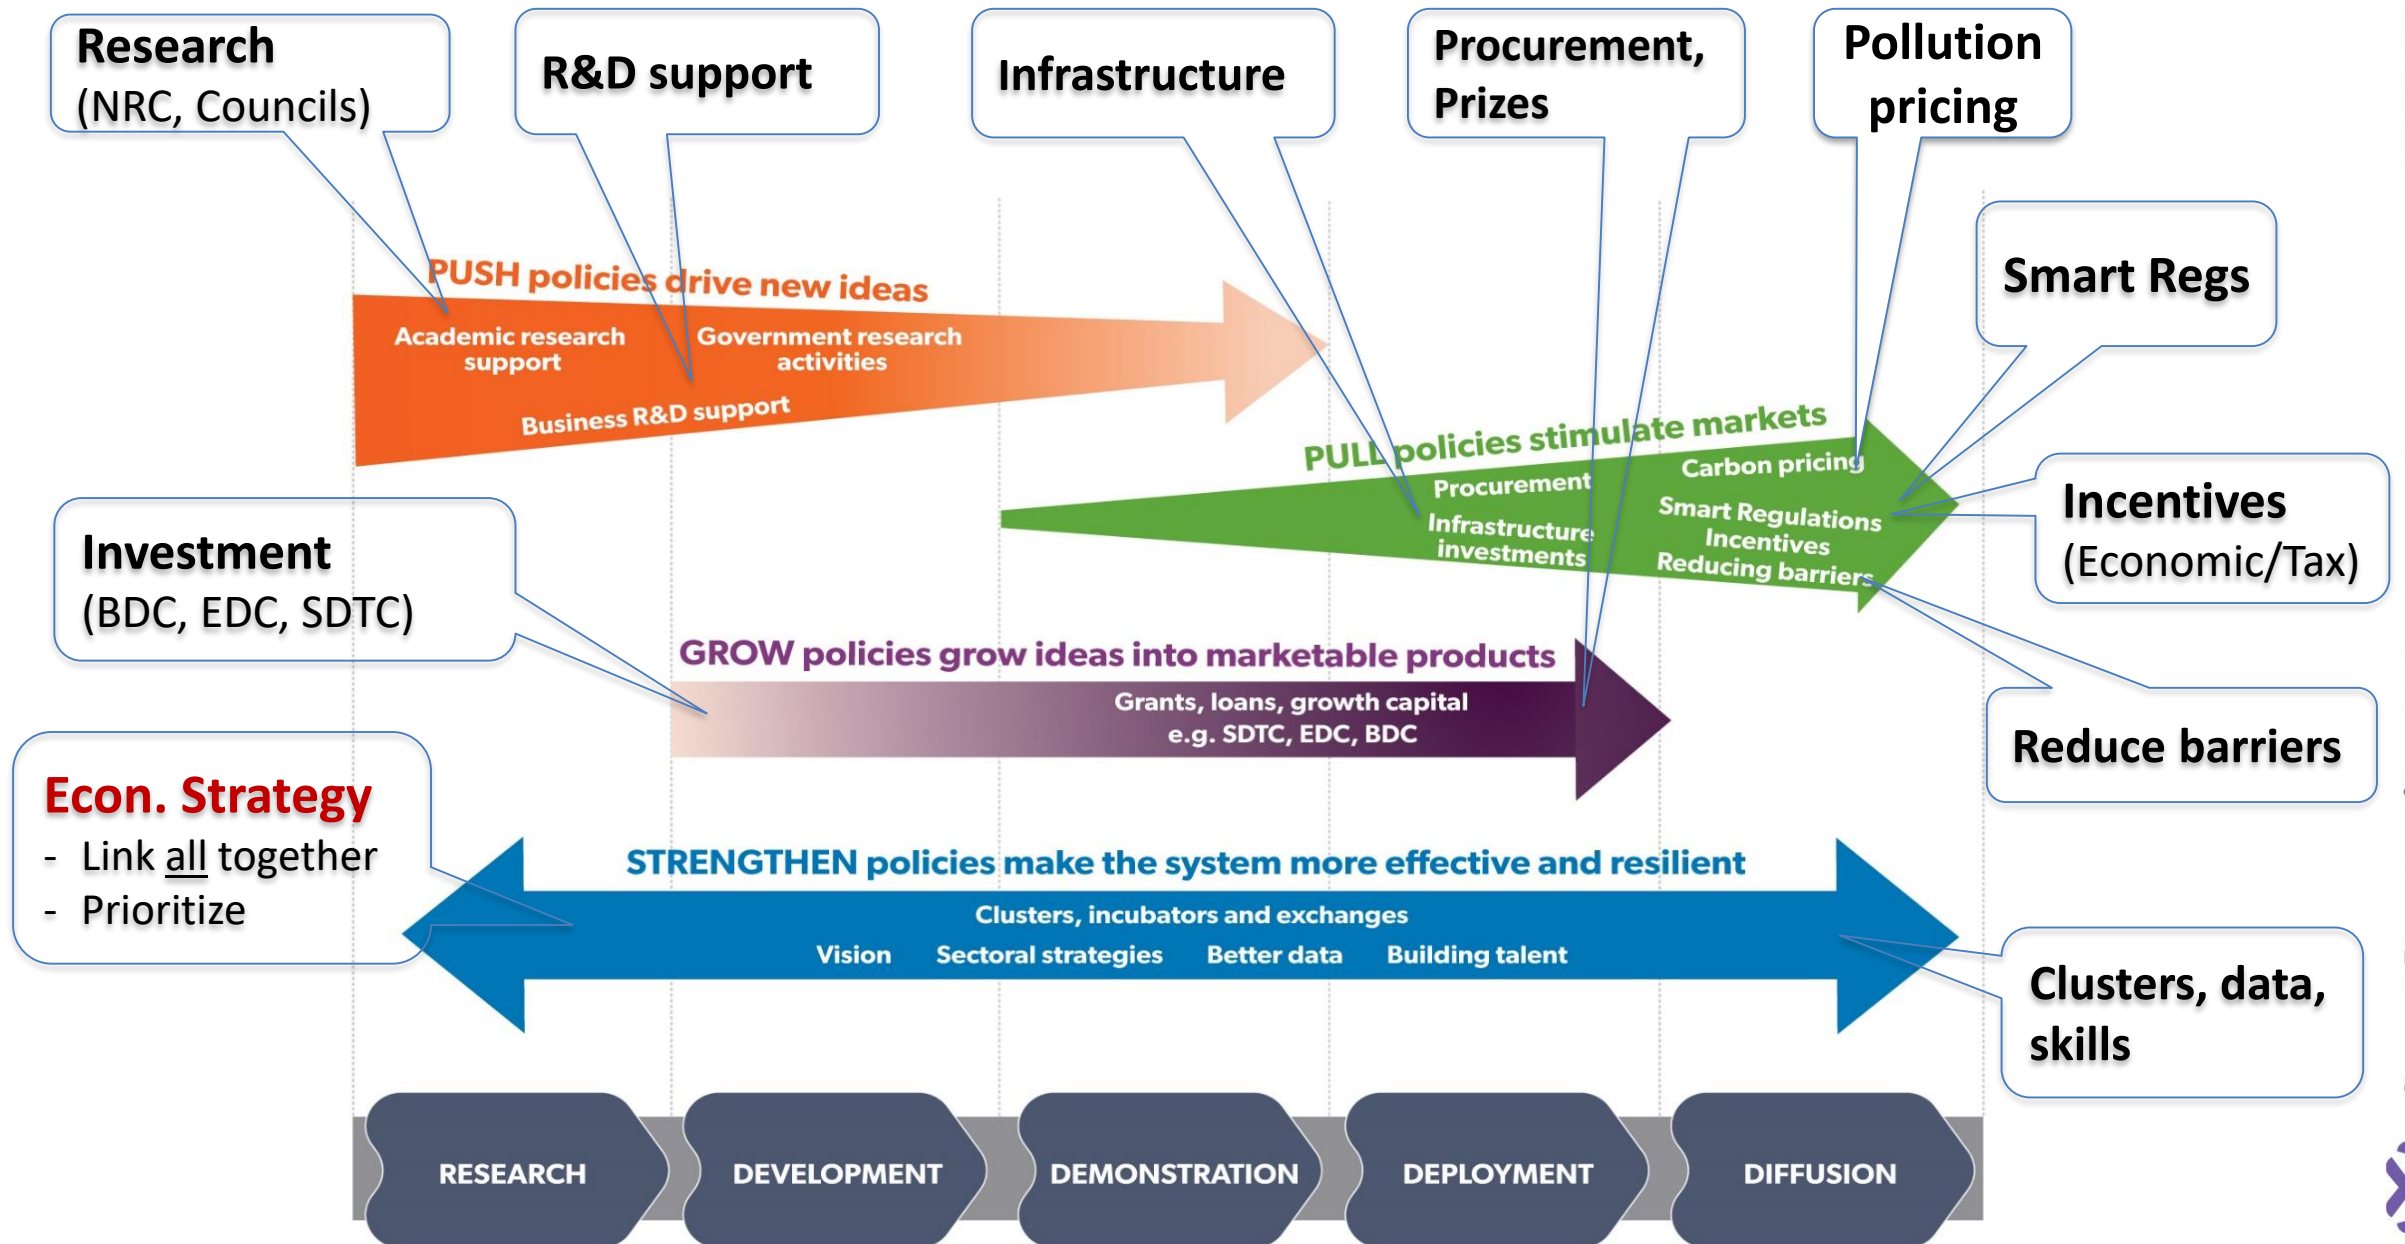 Research
(NRC, Councils)
R&D support
Infrastructure
Procurement,
Prizes
Pollution
pricing
Smart Regs
PUSH policies drive new ideas
Academic research
support
Government research
activities
Business R&D support
PULL policies stimulate markets
Procurement
Infrastructure
investments
Carbon pricing
Smart Regulations
Incentives
Reducing barriers
Incentives
(Economic/Tax)
Investment
(BDC, EDC, SDTC)
GROW policies grow ideas into marketable products
Grants, loans, growth capital
e.g. SDTC, EDC, BDC
Reduce barriers
Econ. Strategy
- Link all together
- Prioritize
STRENGTHEN policies make the system more effective and resilient
Clusters, incubators and exchanges
Vision Sectoral strategies Better data Building talent
Clusters, data,
skills
RESEARCH DEVELOPMENT DEMONSTRATION DEPLOYMENT DIFFUSION